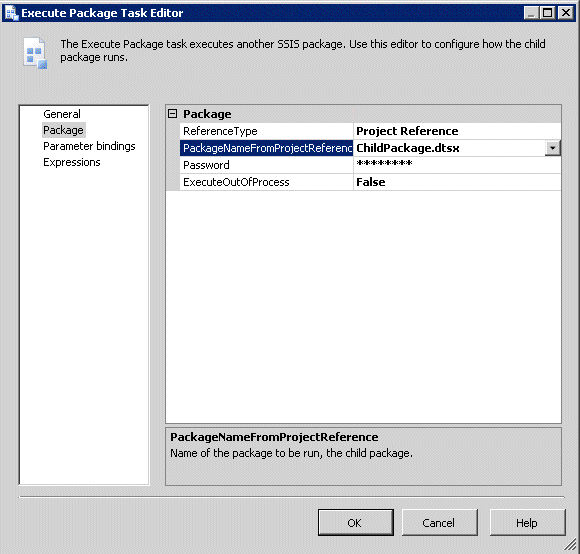 Execute Package Task Editor
The Execute Package task executes another SSIS package. Use this editor to configure how the child
package runs.
General
Package
Parameter bindings
Expressions
Package
ReferenceType Project Reference
PackageNameFromProjectReferenc ChildPackage.dtsx
Password ********
ExecuteOutOfProcess False
PackageNameFromProjectReference
Name of the package to be run, the child package.
OK Cancel Help